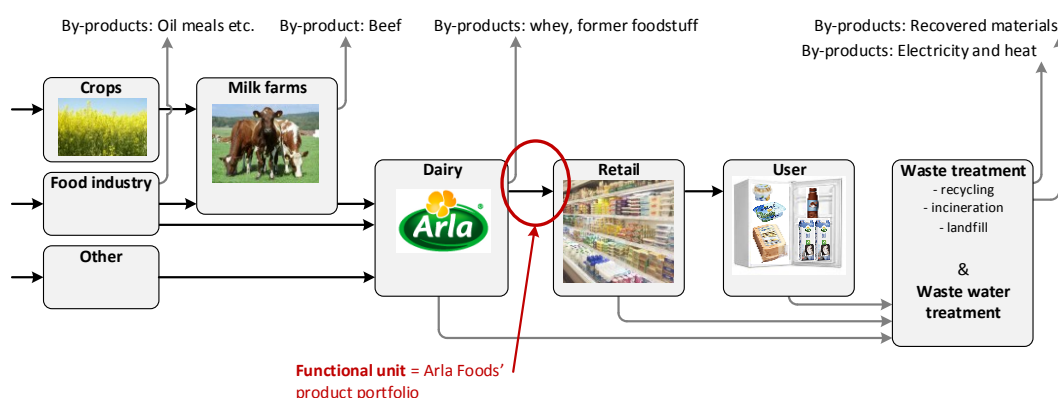 By-products: Oil meals etc.
By-product: Beef
By-products: whey, former foodstuff
By-products: Recovered materials
By-products: Electricity and heat
Crops
Milk farms
Food industry
Dairy
Arla
Retail
User
Waste treatment
- recycling
- incineration
- landfill
&
Waste water
treatment
Other
Functional unit = Arla Foods’
product portfolio